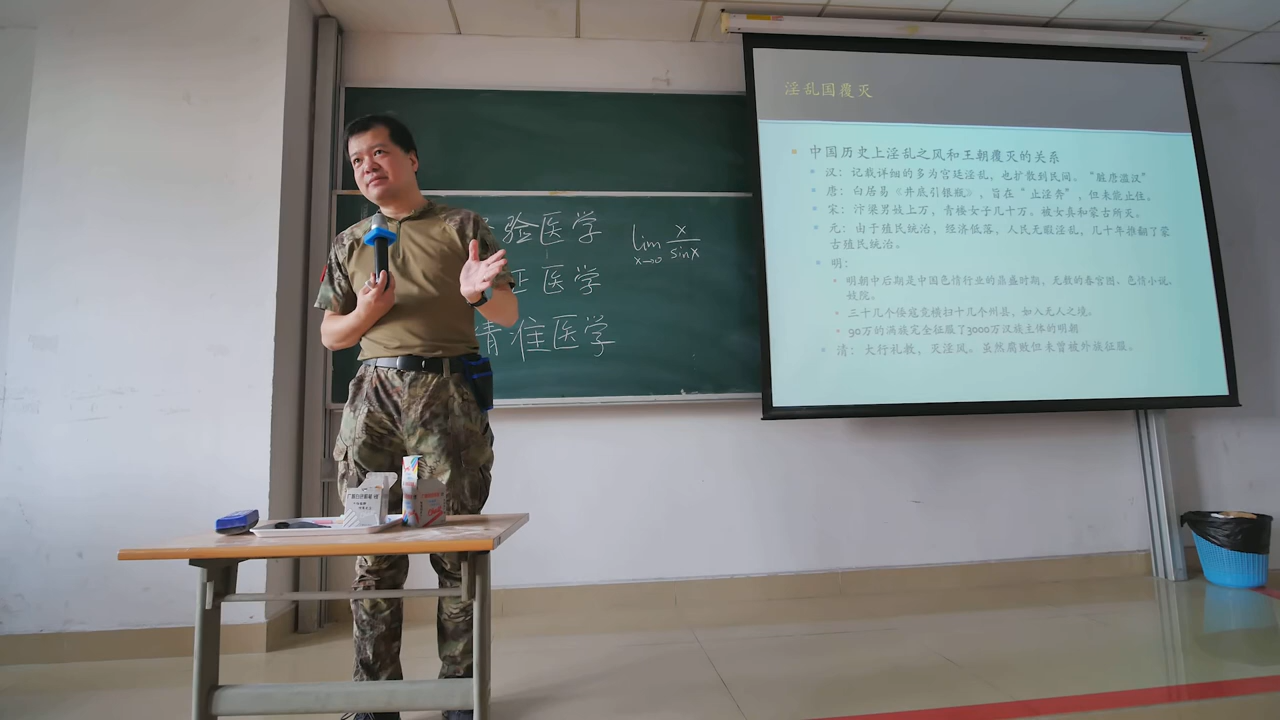 验医学
证医学
精准医学
lim x/sinx
x→0
淫乱国覆灭
中国历史上淫乱之风和王朝覆灭的关系
汉：记载详细的多为宫廷淫乱，也扩散到民间。“脏唐滥汉”
唐：白居易《井底引银瓶》，旨在“止淫奔”，但未能止住。
宋：汴梁男妓上万，青楼女子几十万。被女真和蒙古所灭。
元：由于殖民统治，经济低落，人民无暇淫乱，几十年推翻了蒙
古殖民统治。
明：
明朝中后期是中国色情行业的鼎盛时期，无数的春宫图、色情小说、
妓院。
三十几个倭寇竟横扫十几个州县，如入无人之境。
90万的满族完全征服了3000万汉族主体的明朝
清：大行礼教，灭淫风。虽然腐败但未曾被外族征服。